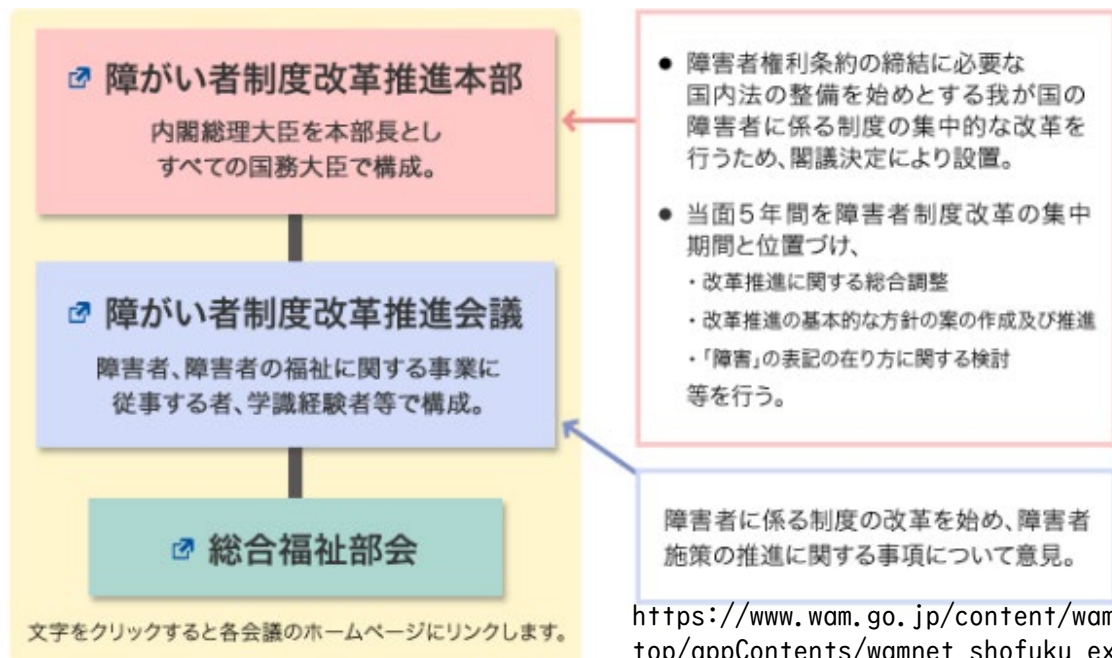 障がい者制度改革推進本部
内閣総理大臣を本部長とし
すべての国務大臣で構成。
障がい者制度改革推進会議
障害者、障害者の福祉に関する事業に
従事する者、学識経験者等で構成。
総合福祉部会
文字をクリックすると各会議のホームページにリンクします。
● 障害者権利条約の締結に必要な
国内法の整備を始めとする我が国の
障害者に係る制度の集中的な改革を
行うため、閣議決定により設置。
● 当面5年間を障害者制度改革の集中
期間と位置づけ、
・改革推進に関する総合調整
・改革推進の基本的な方針の案の作成及び推進
・「障害」の表記の在り方に関する検討
等を行う。
障害者に係る制度の改革を始め、障害者
施策の推進に関する事項について意見。
https://www.wam.go.jp/content/wam
top/appContents/wamnet_shofuku_ex